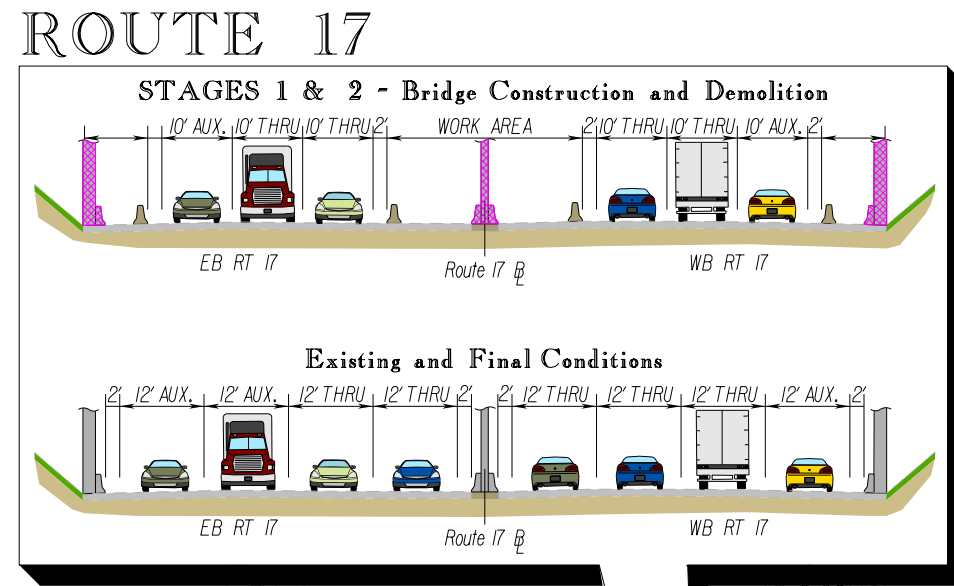 ROUTE 17
STAGES 1 & 2 - Bridge Construction and Demolition
10' AUX. 10' THRU 10' THRU 2' WORK AREA 2' 10' THRU 10' THRU 10' AUX. 2'
EB RT 17 Route 17 BL WB RT 17
Existing and Final Conditions
2' 12' AUX. 12' AUX. 12' THRU 12' THRU 2' 2' 12' THRU 12' THRU 12' THRU 12' AUX. 2'
EB RT 17 Route 17 BL WB RT 17